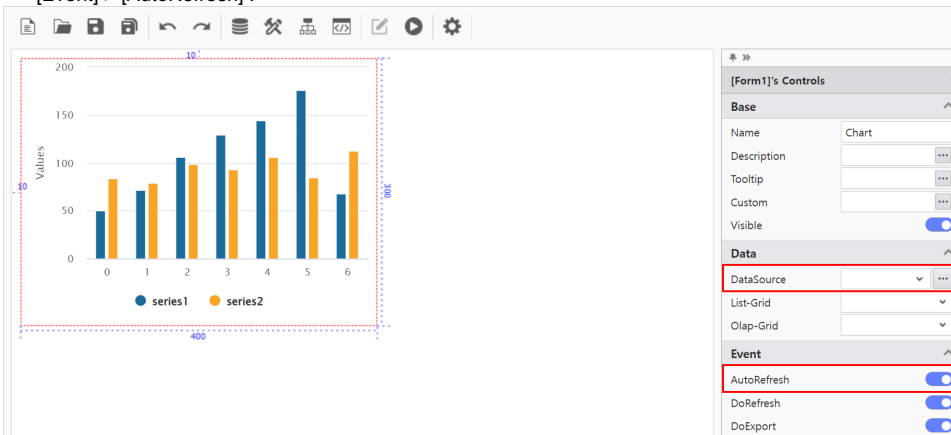 [Event] > [AutoRefresh] .
10
200
150
100
50
0
Values
10
300
0 1 2 3 4 5 6
series1 series2
400
[Form1]'s Controls
Base
Name Chart
Description
Tooltip
Custom
Visible
Data
DataSource
List-Grid
Olap-Grid
Event
AutoRefresh
DoRefresh
DoExport